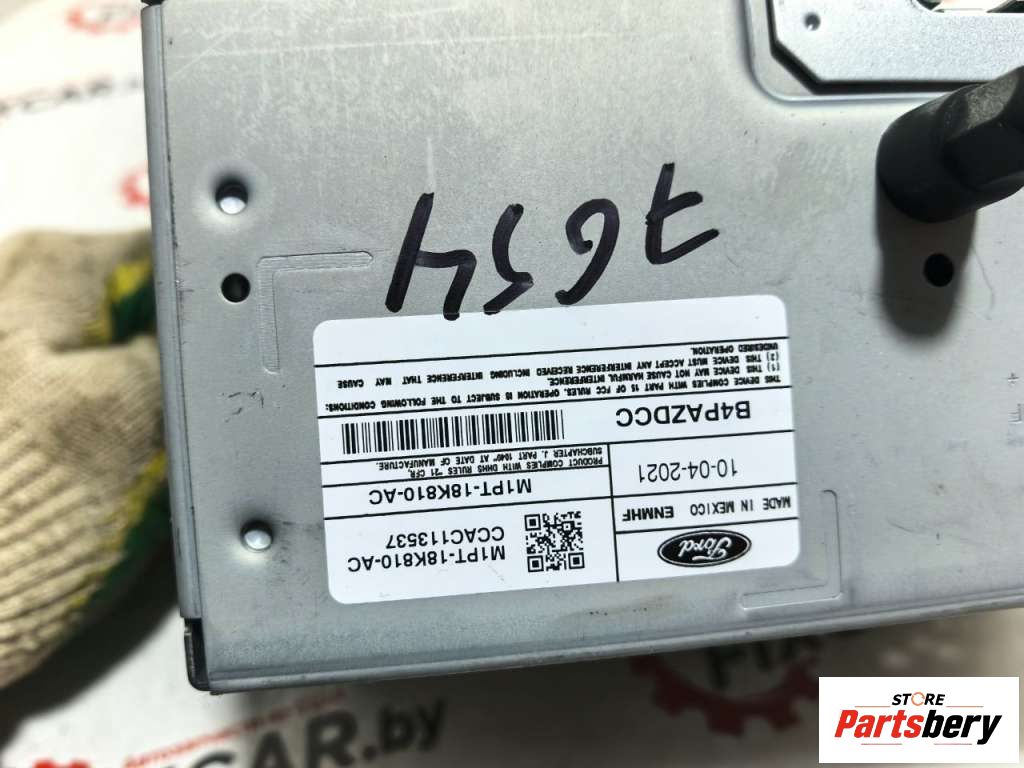 Ford
M1PT-18K810-AC
CCAC113537
MADE IN MEXICO ENMHF
M1PT-18K810-AC
10-04-2021
PRODUCT COMPLIES WITH DHHS RULES "21 CFR,
SUBCHAPTER J, PART 1040" AT DATE OF MANUFACTURE.
B4PAZDCC
THIS DEVICE COMPLIES WITH PART 15 OF FCC RULES. OPERATION IS SUBJECT TO THE FOLLOWING CONDITIONS:
(1) THIS DEVICE MAY NOT CAUSE HARMFUL INTERFERENCE.
(2) THIS DEVICE MUST ACCEPT ANY INTERFERENCE RECEIVED INCLUDING INTERFERENCE THAT MAY CAUSE
UNDESIRED OPERATION.
7654
CAR.by
STORE
Partsbery